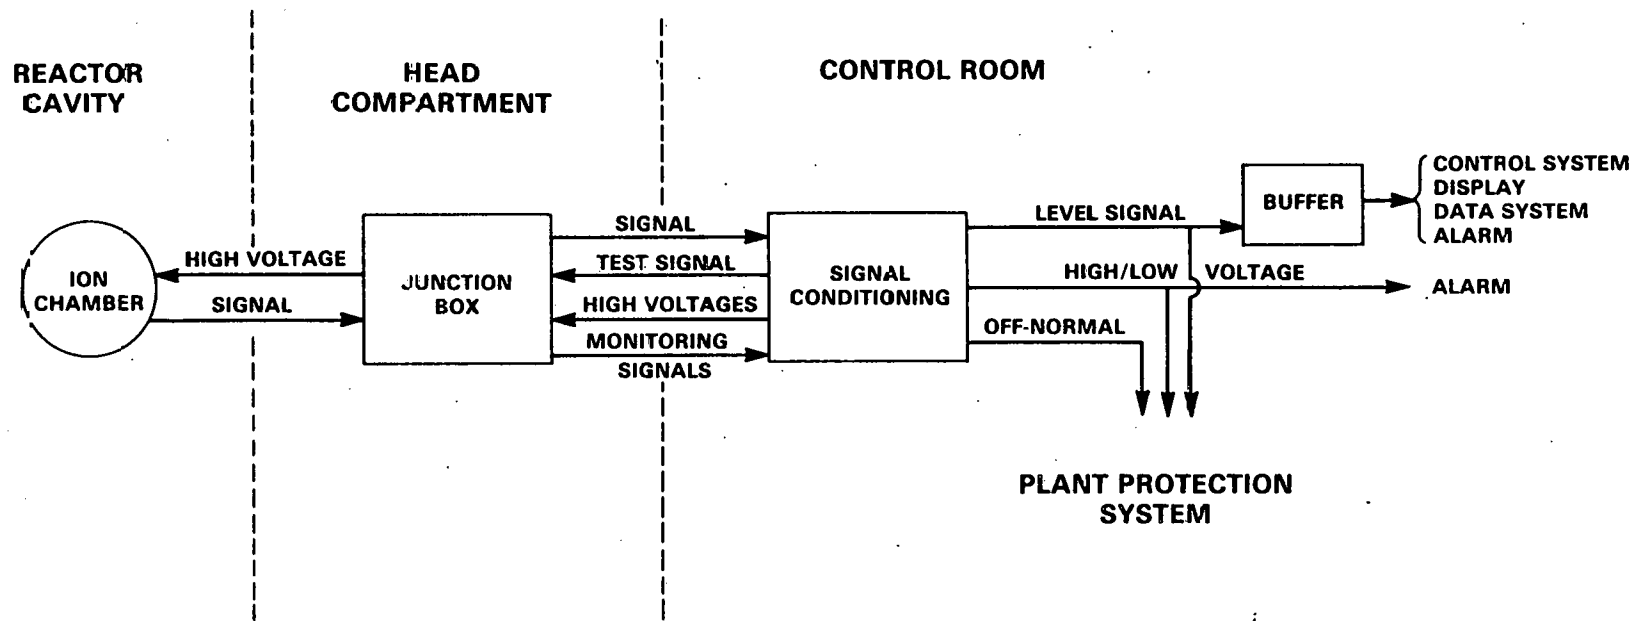 REACTOR
CAVITY
HEAD
COMPARTMENT
CONTROL ROOM
ION
CHAMBER
HIGH VOLTAGE
SIGNAL
JUNCTION
BOX
SIGNAL
TEST SIGNAL
HIGH VOLTAGES
MONITORING
SIGNALS
SIGNAL
CONDITIONING
LEVEL SIGNAL
HIGH/LOW VOLTAGE
OFF-NORMAL
BUFFER
CONTROL SYSTEM
DISPLAY
DATA SYSTEM
ALARM
ALARM
PLANT PROTECTION
SYSTEM